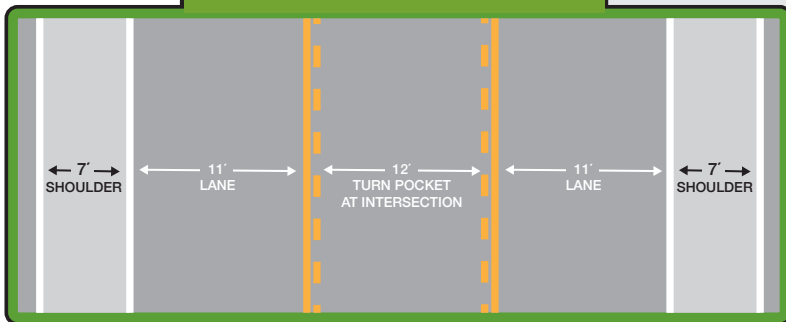 7´
SHOULDER
11´
LANE
12´
TURN POCKET
AT INTERSECTION
11´
LANE
7´
SHOULDER